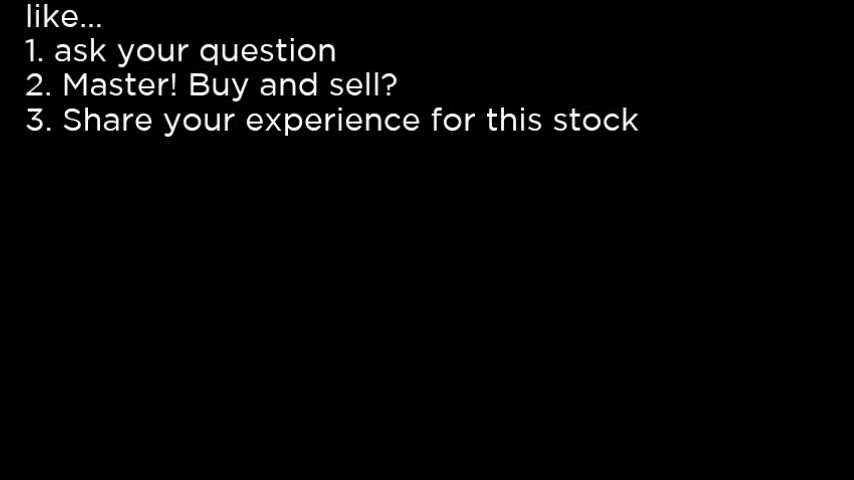 like...
1. ask your question
2. Master! Buy and sell?
3. Share your experience for this stock